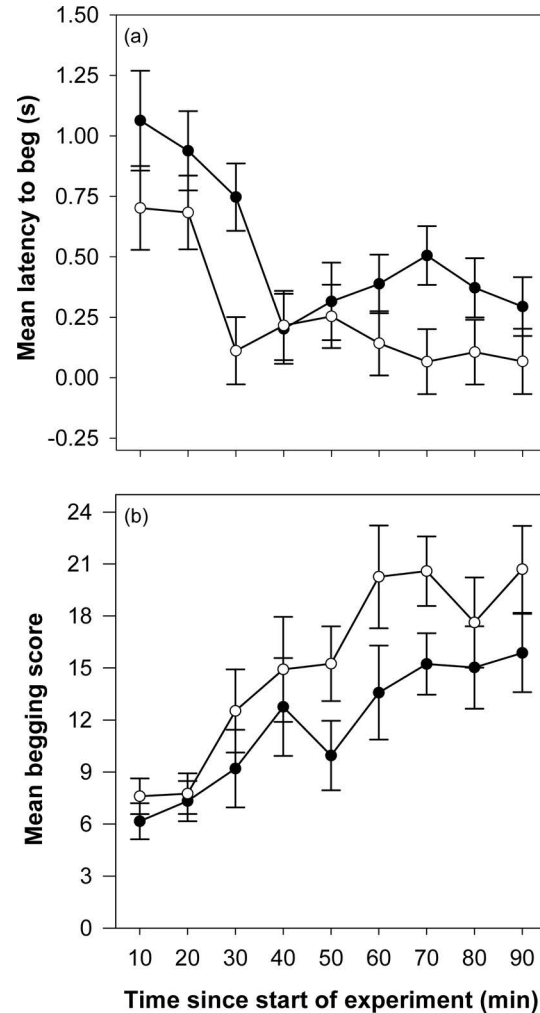 (a)
Mean latency to beg (s)
1.50
1.25
1.00
0.75
0.50
0.25
0.00
-0.25
(b)
Mean begging score
24
21
18
15
12
9
6
3
0
10 20 30 40 50 60 70 80 90
Time since start of experiment (min)